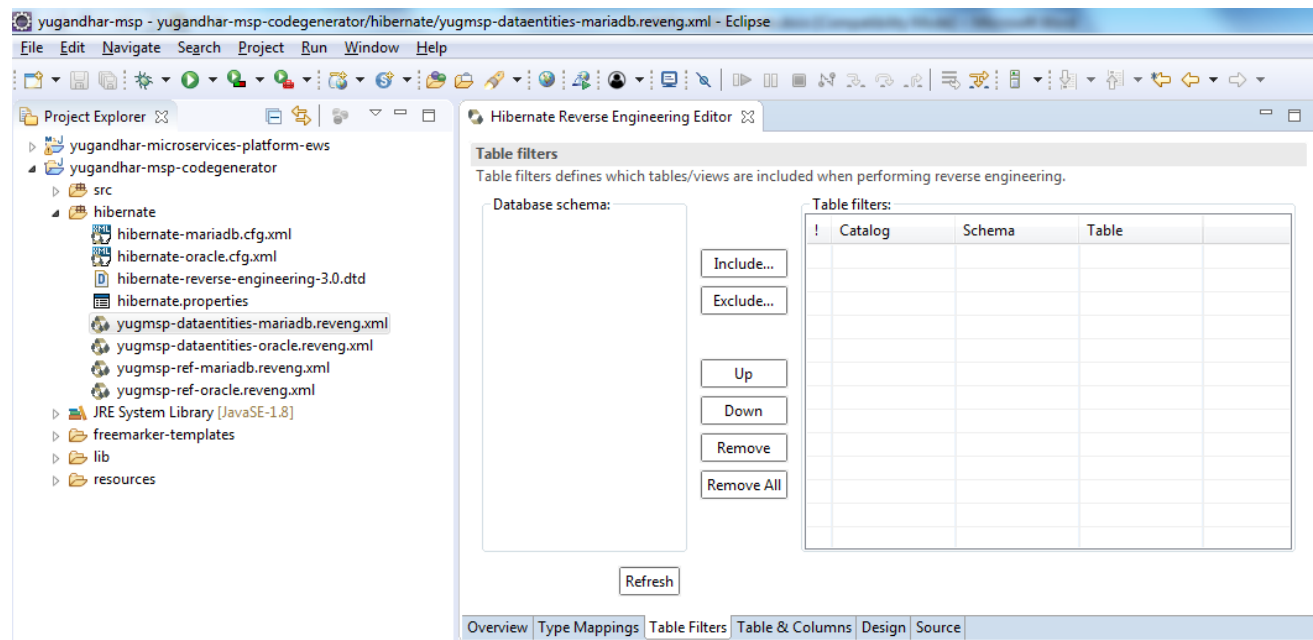 yugandhar-msp - yugandhar-msp-codegenerator/hibernate/yugmsp-dataentities-mariadb.reveng.xml - Eclipse
File Edit Navigate Search Project Run Window Help
Project Explorer
yugandhar-microservices-platform-ews
yugandhar-msp-codegenerator
src
hibernate
hibernate-mariadb.cfg.xml
hibernate-oracle.cfg.xml
hibernate-reverse-engineering-3.0.dtd
hibernate.properties
yugmsp-dataentities-mariadb.reveng.xml
yugmsp-dataentities-oracle.reveng.xml
yugmsp-ref-mariadb.reveng.xml
yugmsp-ref-oracle.reveng.xml
JRE System Library [JavaSE-1.8]
freemarker-templates
lib
resources
Hibernate Reverse Engineering Editor
Table filters
Table filters defines which tables/views are included when performing reverse engineering.
Database schema:
Include...
Exclude...
Up
Down
Remove
Remove All
Refresh
Table filters:
! Catalog Schema Table
Overview Type Mappings Table Filters Table & Columns Design Source